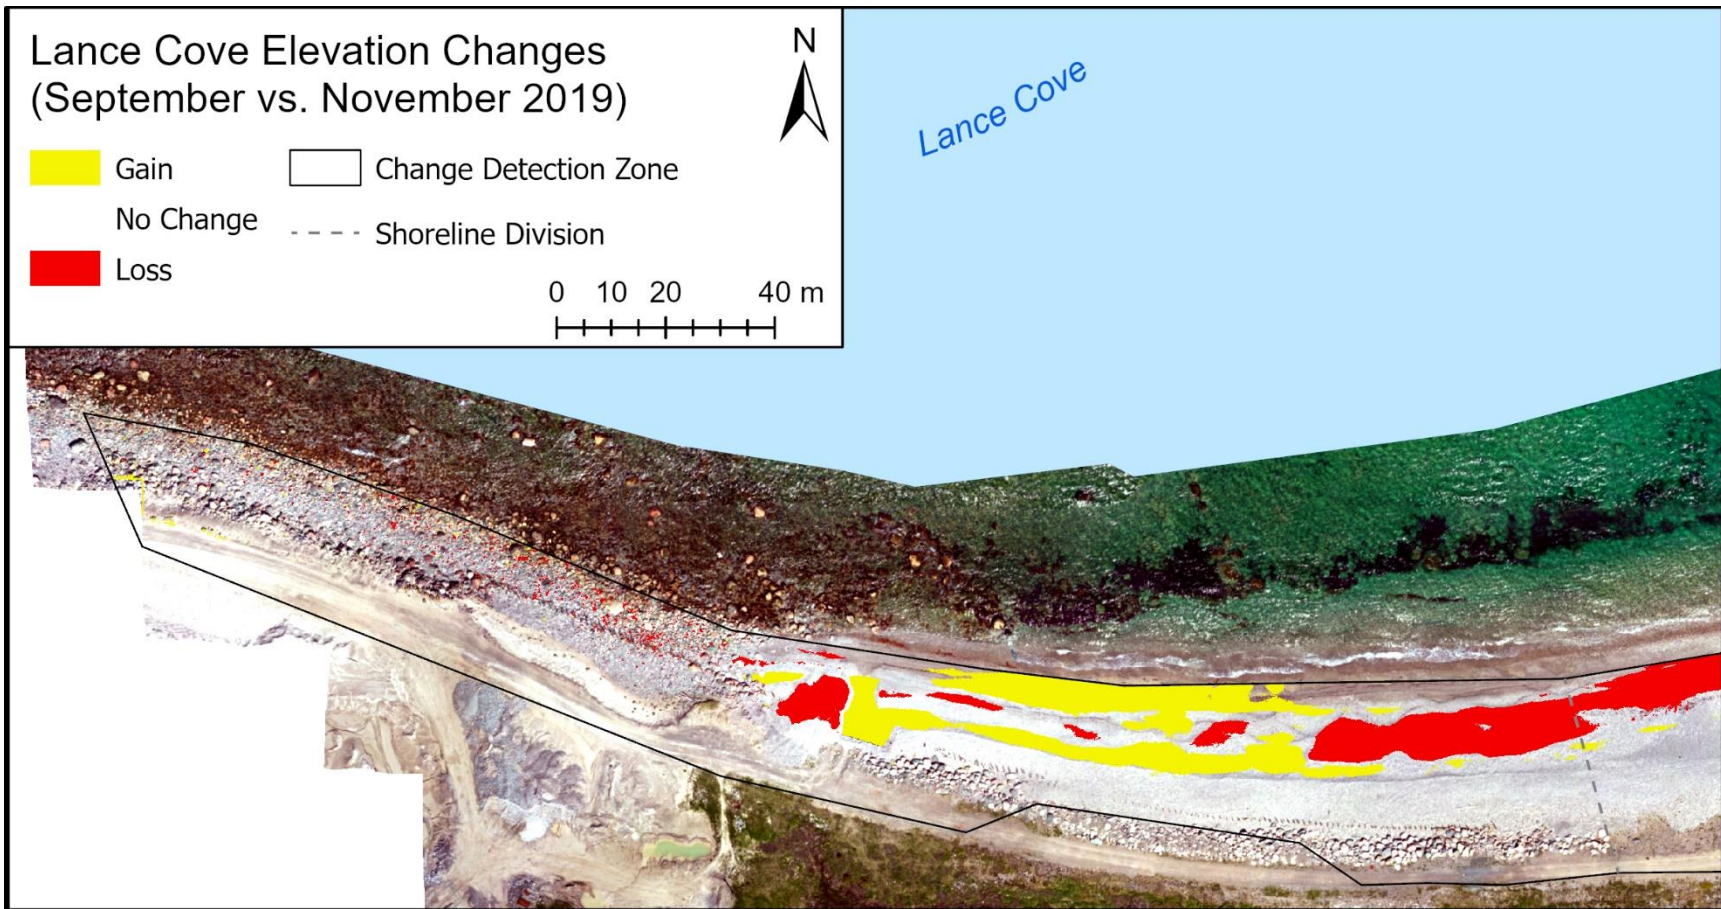 Lance Cove Elevation Changes
(September vs. November 2019)
N
Gain
Change Detection Zone
No Change
Shoreline Division
Loss
0 10 20 40 m
Lance Cove